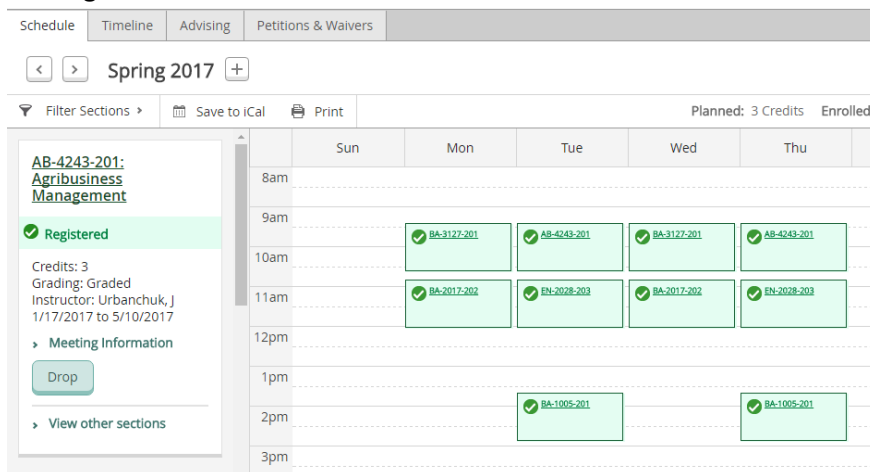 Schedule Timeline Advising Petitions & Waivers
< > Spring 2017 +
Filter Sections > Save to iCal Print Planned: 3 Credits Enrolled
AB-4243-201:
Agribusiness
Management
Registered
Credits: 3
Grading: Graded
Instructor: Urbanchuk, J
1/17/2017 to 5/10/2017
> Meeting Information
Drop
> View other sections
Sun Mon Tue Wed Thu
8am
9am
BA-3127-201 AB-4243-201 BA-3127-201 AB-4243-201
10am
BA-2017-202 EN-2028-203 BA-2017-202 EN-2028-203
11am
12pm
1pm
BA-1005-201 BA-1005-201
2pm
3pm